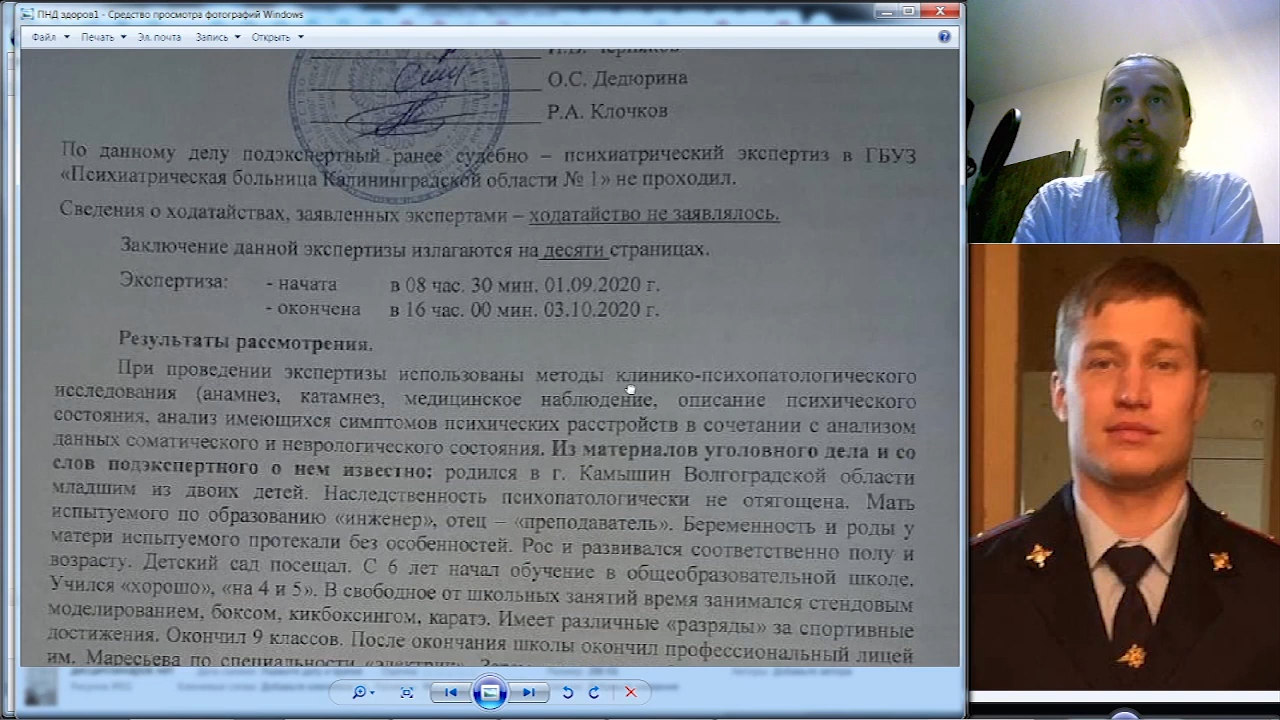 ПНД здоров1 - Средство просмотра фотографий Windows
Файл Печать Эл. почта Запись Открыть
О.С. Дедюрина
Р.А. Клочков
По данному делу подэкспертный ранее судебно – психиатрический экспертиз в ГБУЗ
«Психиатрическая больница Калининградской области № 1» не проходил.
Сведения о ходатайствах, заявленных экспертами – ходатайство не заявлялось.
Заключение данной экспертизы излагаются на десяти страницах.
Экспертиза: - начата в 08 час. 30 мин. 01.09.2020 г.
- окончена в 16 час. 00 мин. 03.10.2020 г.
Результаты рассмотрения.
При проведении экспертизы использованы методы клинико-психопатологического
исследования (анамнез, катамнез, медицинское наблюдение, описание психического
состояния, анализ имеющихся симптомов психических расстройств в сочетании с анализом
данных соматического и неврологического состояния. Из материалов уголовного дела и со
слов подэкспертного о нем известно: родился в г. Камышин Волгоградской области
младшим из двоих детей. Наследственность психопатологически не отягощена. Мать
испытуемого по образованию «инженер», отец – «преподаватель». Беременность и роды у
матери испытуемого протекали без особенностей. Рос и развивался соответственно полу и
возрасту. Детский сад посещал. С 6 лет начал обучение в общеобразовательной школе.
Учился «хорошо», «на 4 и 5». В свободное от школьных занятий время занимался стендовым
моделированием, боксом, кикбоксингом, каратэ. Имеет различные «разряды» за спортивные
достижения. Окончил 9 классов. После окончания школы окончил профессиональный лицей
им. Маресьева по специальности «электрик».